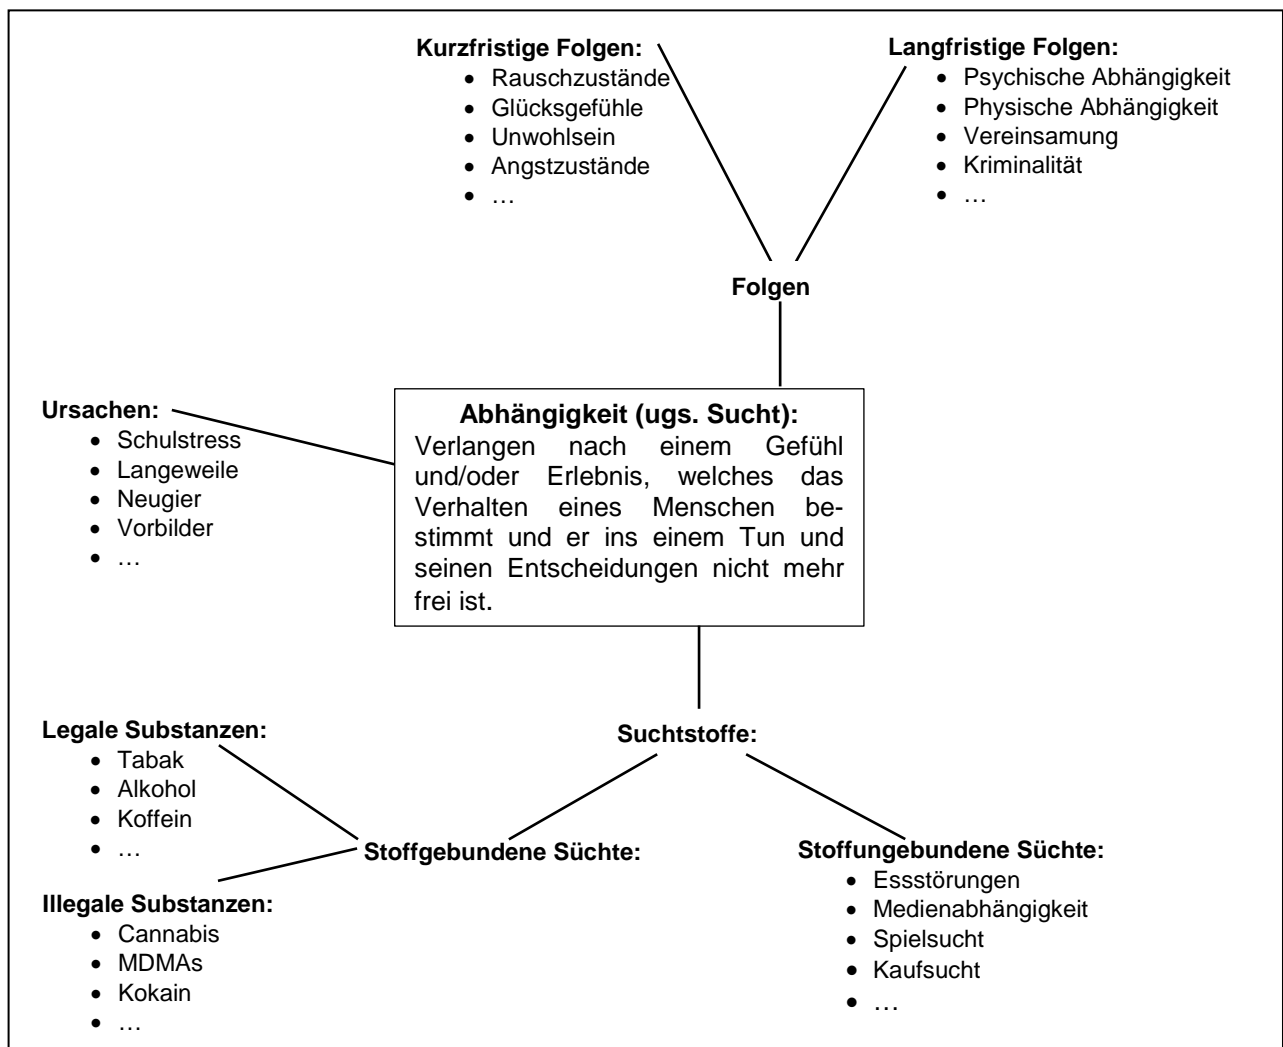 Kurzfristige Folgen:
• Rauschzustände
• Glücksgefühle
• Unwohlsein
• Angstzustände
• …
Langfristige Folgen:
• Psychische Abhängigkeit
• Physische Abhängigkeit
• Vereinsamung
• Kriminalität
• …
Folgen
Ursachen:
• Schulstress
• Langeweile
• Neugier
• Vorbilder
• …
Abhängigkeit (ugs. Sucht):
Verlangen nach einem Gefühl
und/oder Erlebnis, welches das
Verhalten eines Menschen be-
stimmt und er ins einem Tun und
seinen Entscheidungen nicht mehr
frei ist.
Suchtstoffe:
Legale Substanzen:
• Tabak
• Alkohol
• Koffein
• …
Stoffgebundene Süchte:
Illegale Substanzen:
• Cannabis
• MDMAs
• Kokain
• …
Stoffungebundene Süchte:
• Essstörungen
• Medienabhängigkeit
• Spielsucht
• Kaufsucht
• …